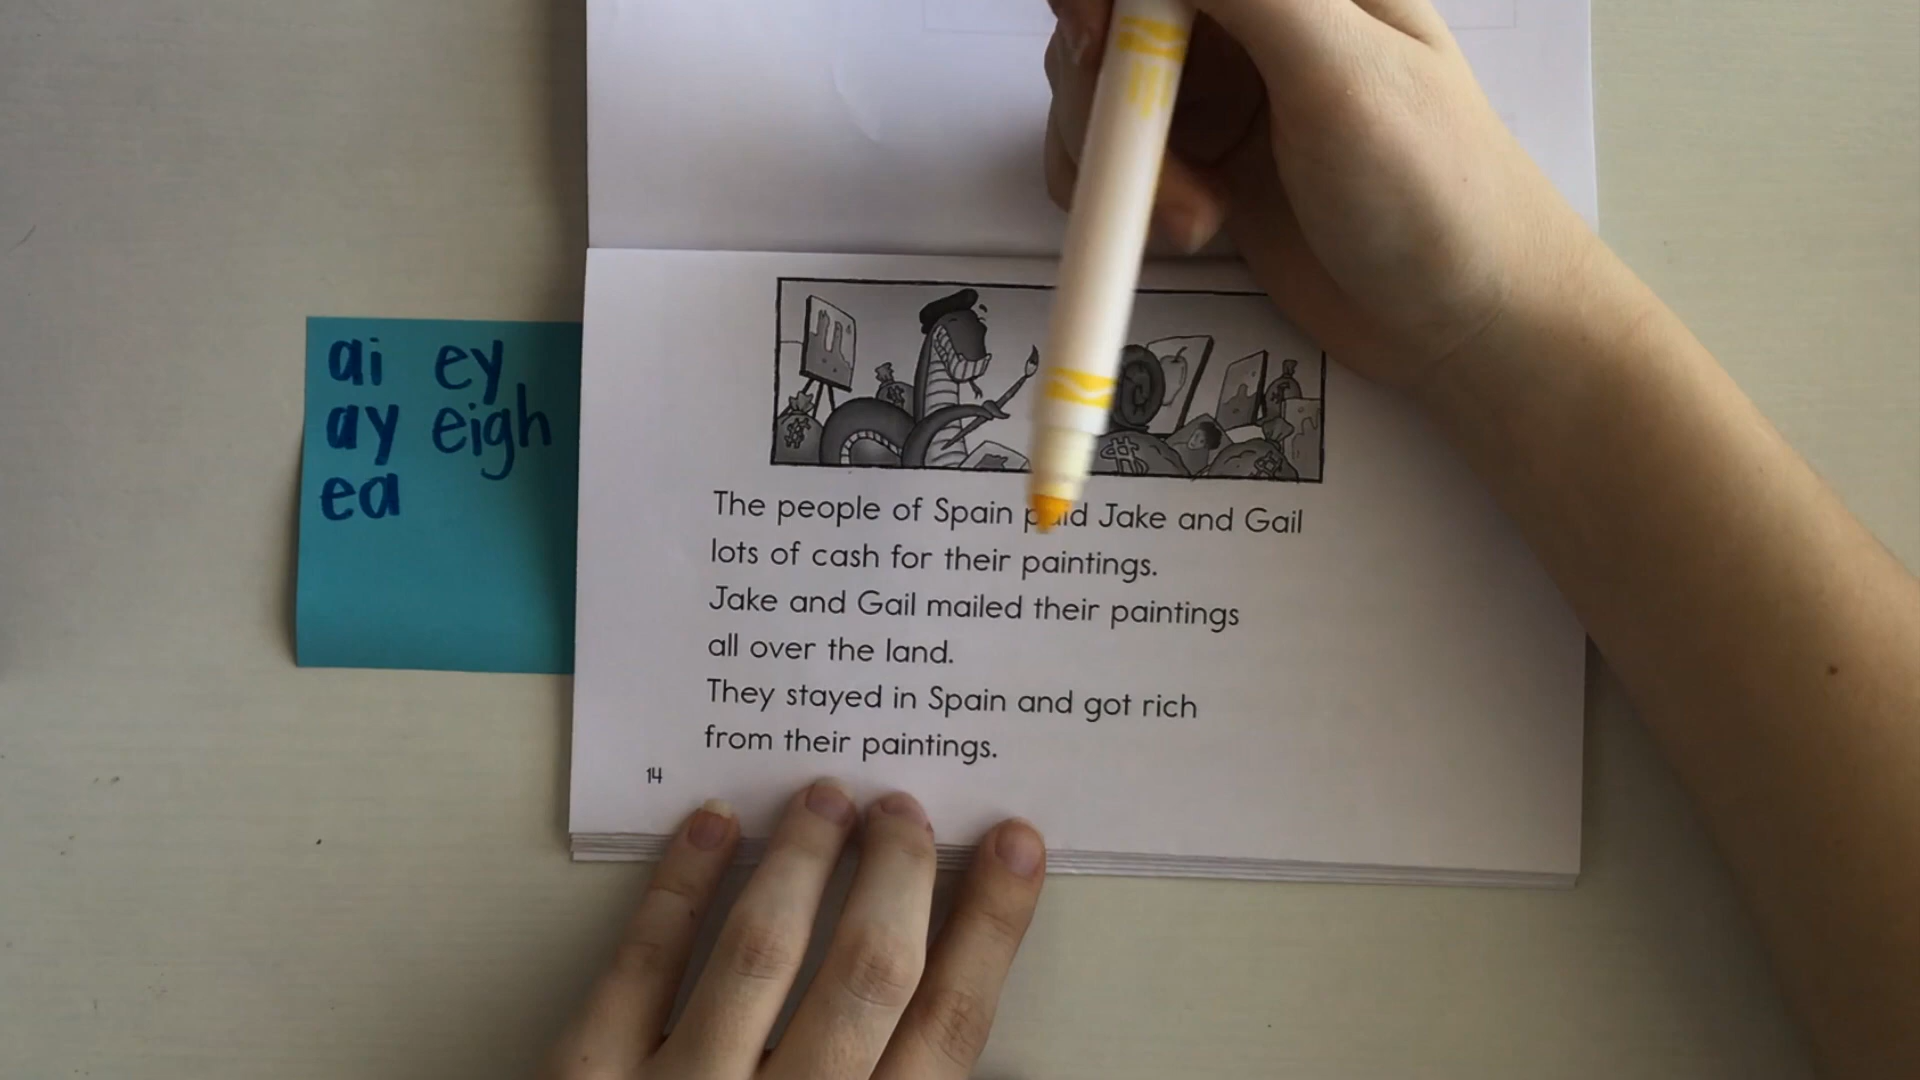 ai ey
ay eigh
ea
The people of Spain paid Jake and Gail
lots of cash for their paintings.
Jake and Gail mailed their paintings
all over the land.
They stayed in Spain and got rich
from their paintings.
14